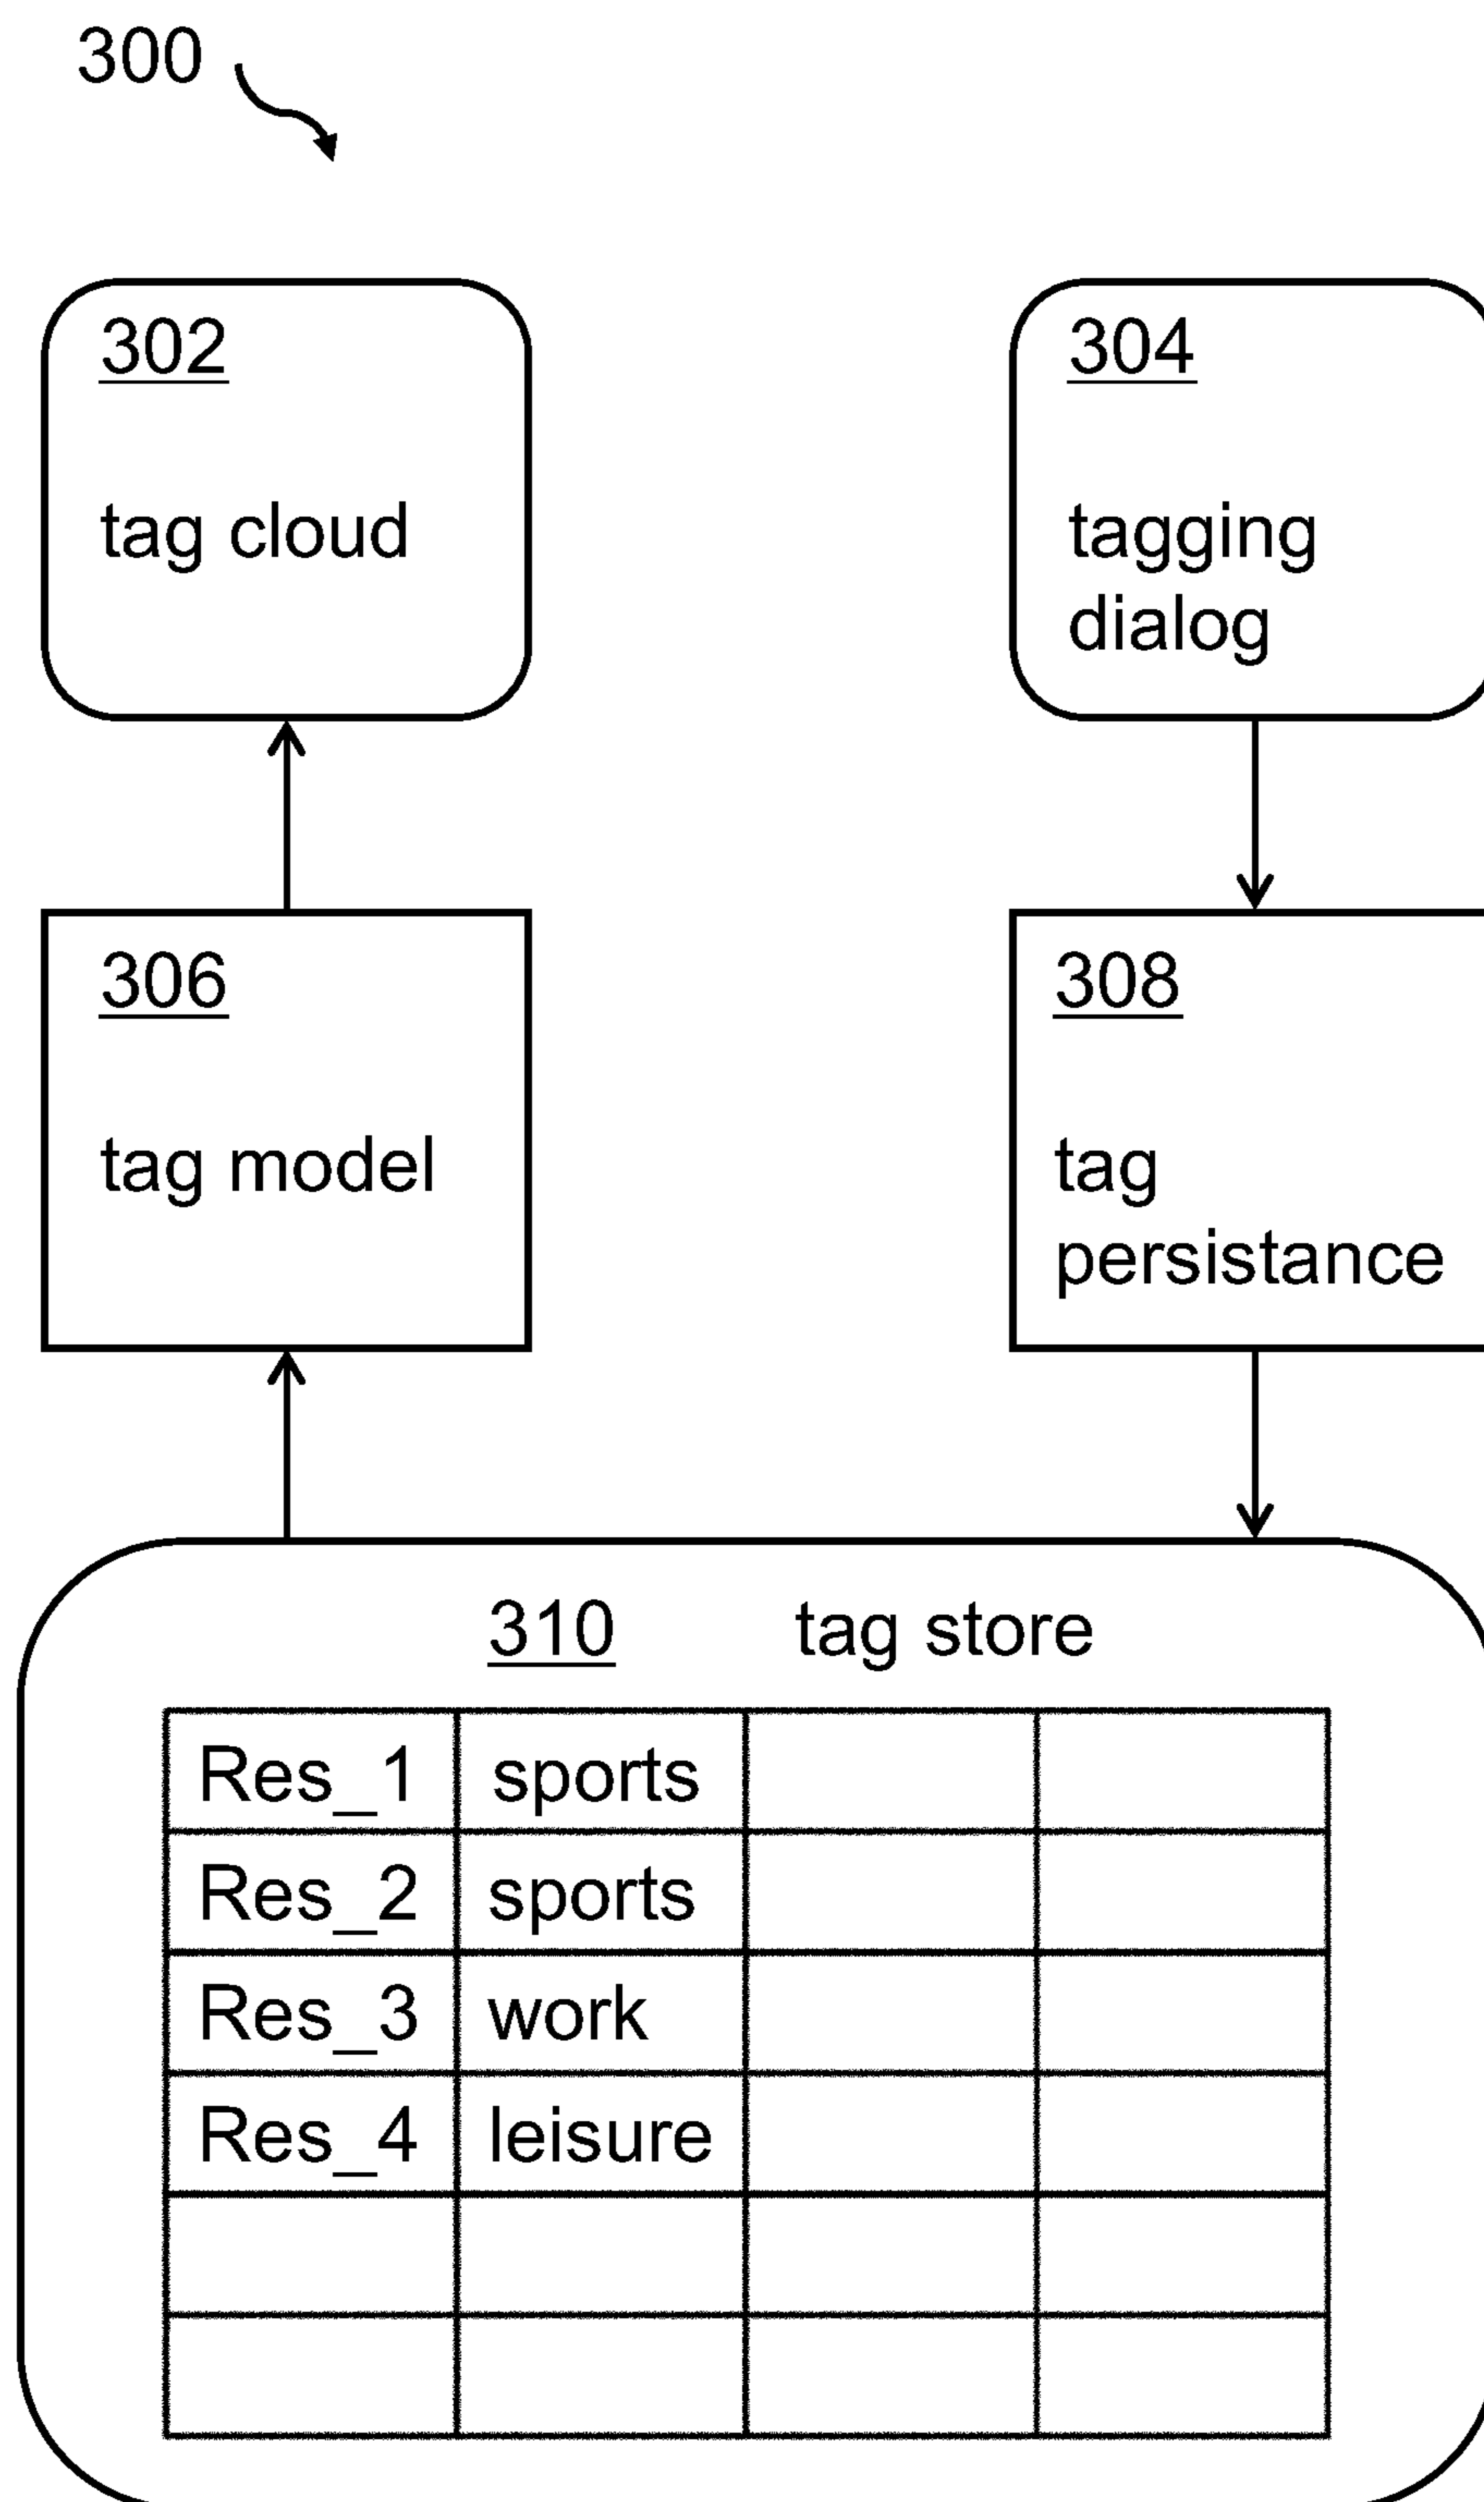 300
302
tag cloud
304
tagging
dialog
306
tag model
308
tag
persistance
310 tag store
Res_1 sports
Res_2 sports
Res_3 work
Res_4 leisure